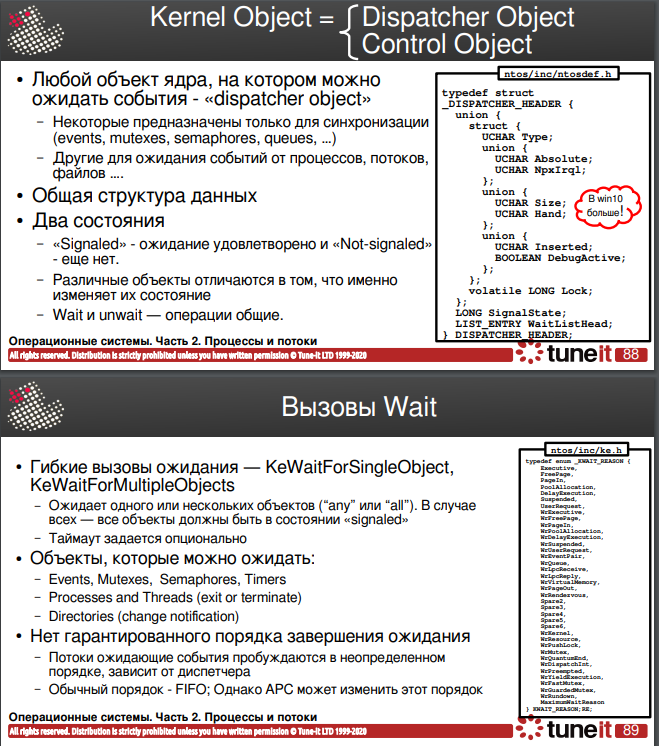 Kernel Object =
Dispatcher Object
Control Object
• Любой объект ядра, на котором можно
ожидать события - «dispatcher object»
– Некоторые предназначены только для синхронизации
(events, mutexes, semaphores, queues, ...)
– Другие для ожидания событий от процессов, потоков,
файлов ....
• Общая структура данных
• Два состояния
– «Signaled» - ожидание удовлетворено и «Not-signaled»
- еще нет.
– Различные объекты отличаются в том, что именно
изменяет их состояние
– Wait и unwait — операции общие.
ntos/inc/ntosdef.h
typedef struct
_DISPATCHER_HEADER {
union {
struct {
UCHAR Type;
union {
UCHAR Absolute;
UCHAR NpxIrql;
};
union {
UCHAR Size;
UCHAR Hand;
};
union {
UCHAR Inserted;
BOOLEAN DebugActive;
};
};
volatile LONG Lock;
};
LONG SignalState;
LIST_ENTRY WaitListHead;
} DISPATCHER_HEADER;
В win10
больше!
Операционные системы. Часть 2. Процессы и потоки
All rights reserved. Distribution is strictly prohibited unless you have written permission © Tune-it LTD 1999-2020
tuneit 88
Вызовы Wait
• Гибкие вызовы ожидания — KeWaitForSingleObject,
KeWaitForMultipleObjects
– Ожидает одного или нескольких объектов (“any” или “all”). В случае
всех — все объекты должны быть в состоянии «signaled»
– Таймаут задается опционально
• Объекты, которые можно ожидать:
– Events, Mutexes, Semaphores, Timers
– Processes and Threads (exit or terminate)
– Directories (change notification)
• Нет гарантированного порядка завершения ожидания
– Потоки ожидающие события пробуждаются в неопределенном
порядке, зависит от диспетчера
– Обычный порядок - FIFO; Однако APC может изменить этот порядок
ntos/inc/ke.h
typedef enum _KWAIT_REASON {
Executive,
FreePage,
PageIn,
PoolAllocation,
DelayExecution,
Suspended,
UserRequest,
WrExecutive,
WrFreePage,
WrPageIn,
WrPoolAllocation,
WrDelayExecution,
WrSuspended,
WrUserRequest,
WrEventPair,
WrQueue,
WrLpcReceive,
WrLpcReply,
WrVirtualMemory,
WrPageOut,
WrRendezvous,
Spare2,
Spare3,
Spare4,
Spare5,
Spare6,
WrKernel,
WrResource,
WrPushLock,
WrMutex,
WrQuantumEnd,
WrDispatchInt,
WrPreempted,
WrYieldExecution,
WrFastMutex,
WrGuardedMutex,
WrRundown,
MaximumWaitReason
} KWAIT_REASON;RE;
Операционные системы. Часть 2. Процессы и потоки
All rights reserved. Distribution is strictly prohibited unless you have written permission © Tune-it LTD 1999-2020
tuneit 89